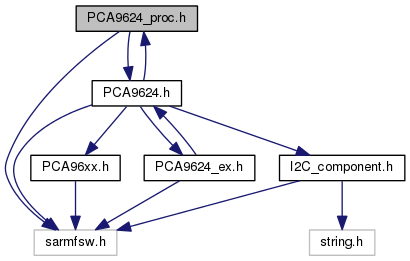 PCA9624_proc.h
PCA9624.h
PCA96xx.h
PCA9624_ex.h
I2C_component.h
sarmfsw.h
string.h